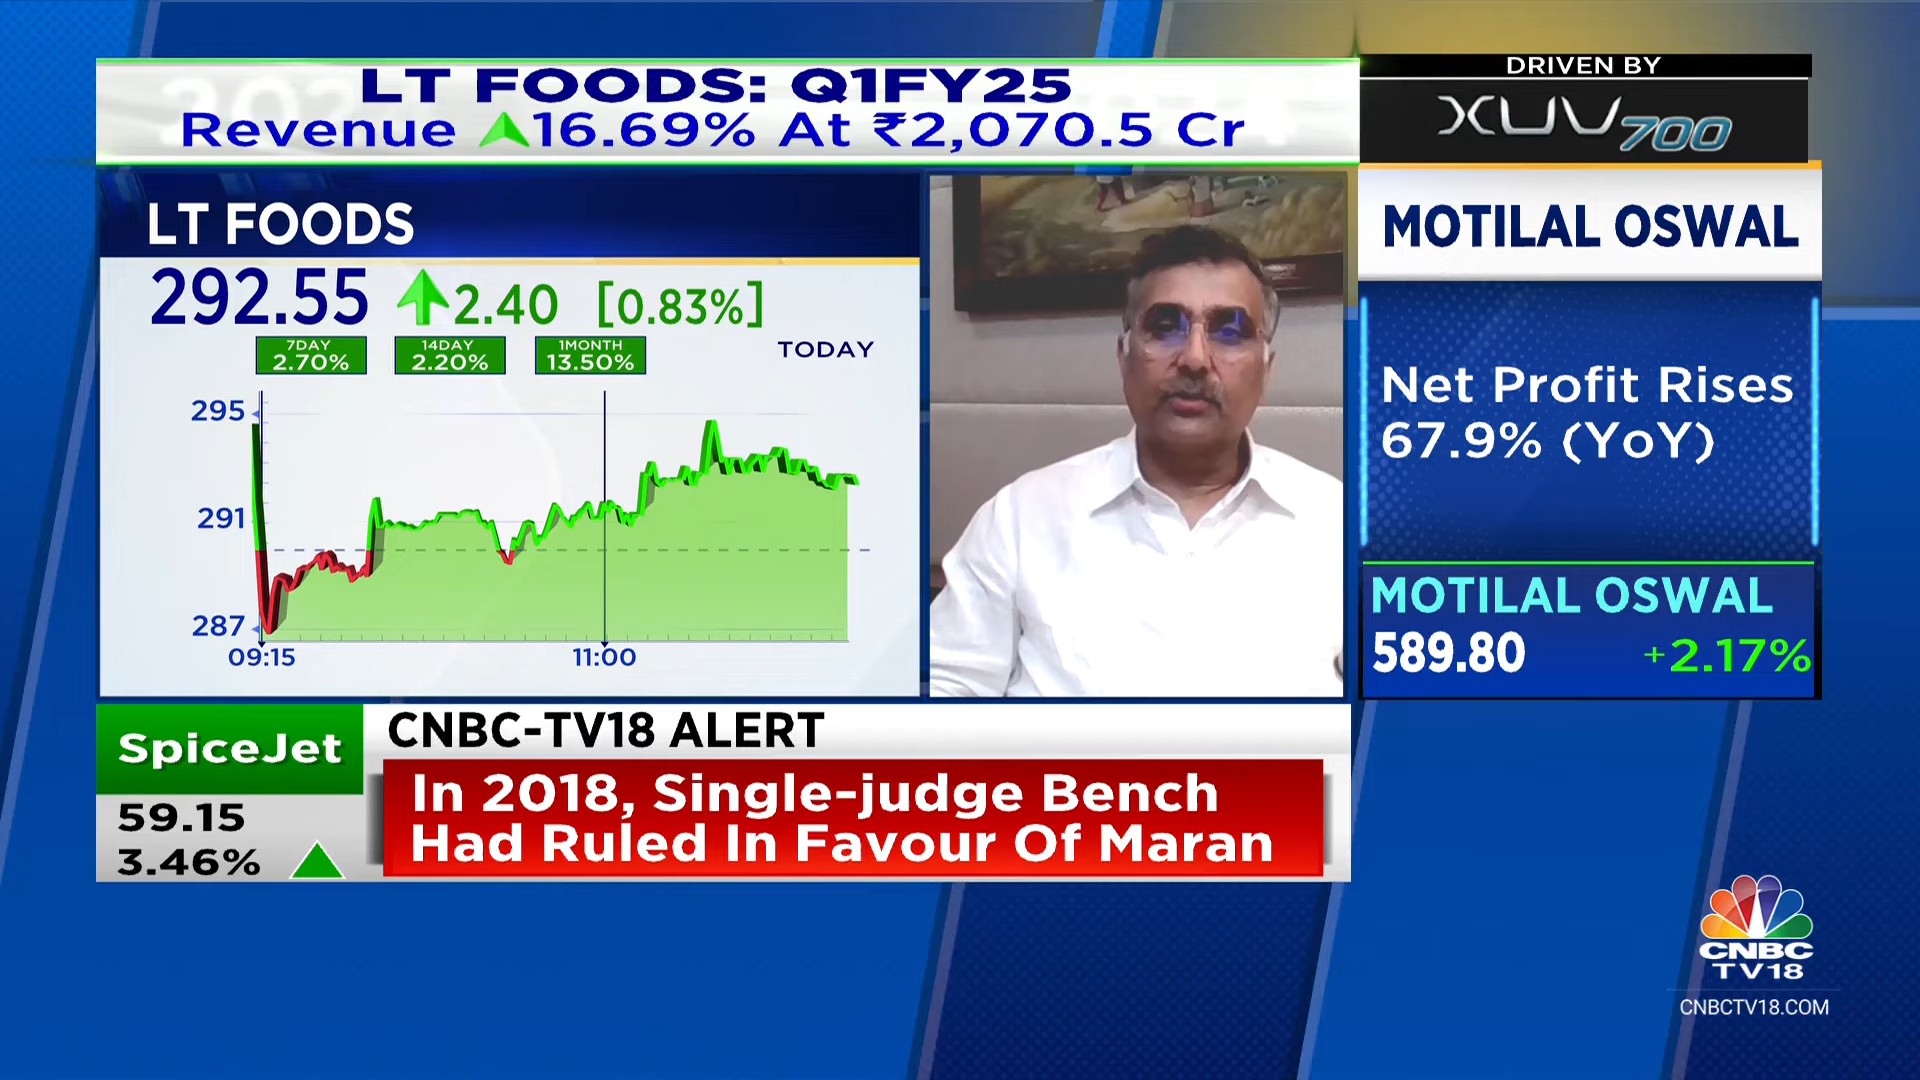 LT FOODS: Q1FY25
Revenue ▲16.69% At ₹2,070.5 Cr
DRIVEN BY
XUV700
LT FOODS
292.55 2.40 [0.83%]
7DAY 14DAY 1MONTH
2.70% 2.20% 13.50%
TODAY
295
291
287
09:15 11:00
MOTILAL OSWAL
Net Profit Rises
67.9% (YoY)
MOTILAL OSWAL
589.80 +2.17%
SpiceJet
59.15
3.46%
CNBC-TV18 ALERT
In 2018, Single-judge Bench
Had Ruled In Favour Of Maran
CNBC
TV18
CNBCTV18.COM